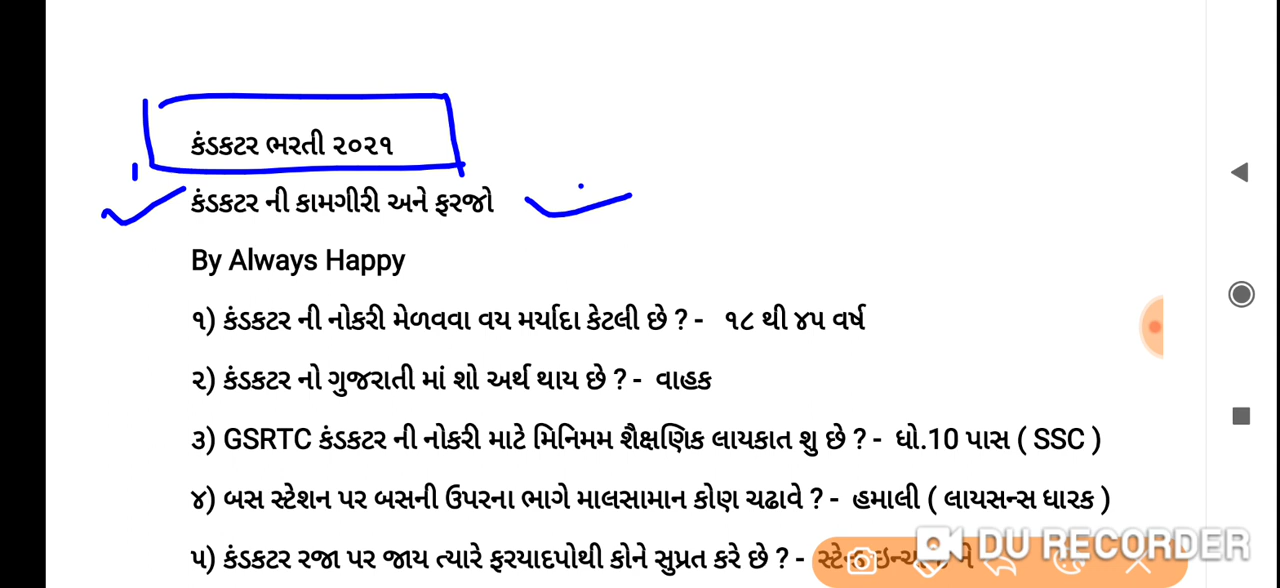 કંડકટર ભરતી ૨૦૨૧
કંડકટર ની કામગીરી અને ફરજો
By Always Happy
૧) કંડકટર ની નોકરી મેળવવા વય મર્યાદા કેટલી છે ? - ૧૮ થી ૪૫ વર્ષ
૨) કંડકટર નો ગુજરાતી માં શો અર્થ થાય છે ? - વાહક
૩) GSRTC કંડકટર ની નોકરી માટે મિનિમમ શૈક્ષણિક લાયકાત શુ છે ? - ધો.10 પાસ ( SSC )
૪) બસ સ્ટેશન પર બસની ઉપરના ભાગે માલસામાન કોણ ચઢાવે ? - હમાલી ( લાયસન્સ ધારક )
૫) કંડકટર રજા પર જાય ત્યારે ફરયાદપોથી કોને સુપ્રત કરે છે ? -
DU RECORDER